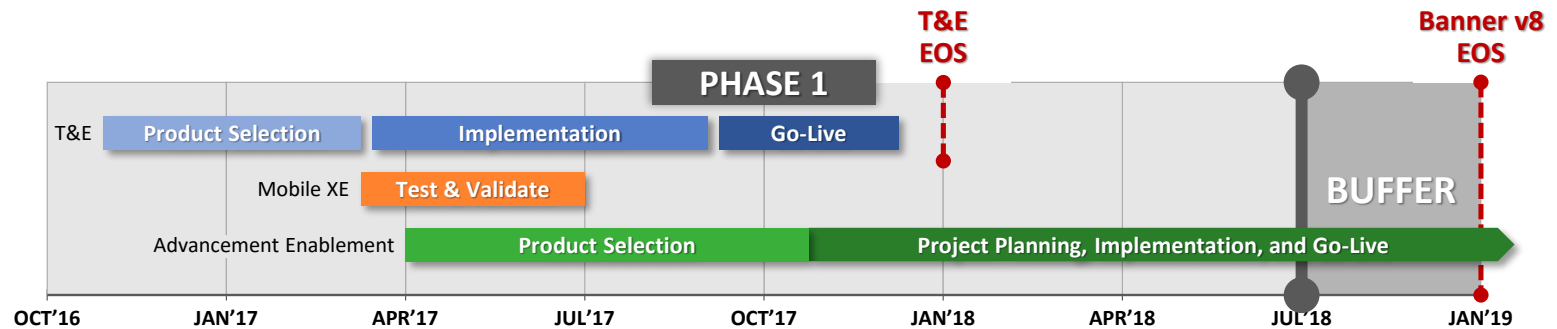 T&E
EOS
Banner v8
EOS
PHASE 1
T&E
Product Selection
Implementation
Go-Live
Mobile XE
Test & Validate
BUFFER
Advancement Enablement
Product Selection
Project Planning, Implementation, and Go-Live
OCT’16
JAN’17
APR’17
JUL’17
OCT’17
JAN’18
APR’18
JUL’18
JAN’19